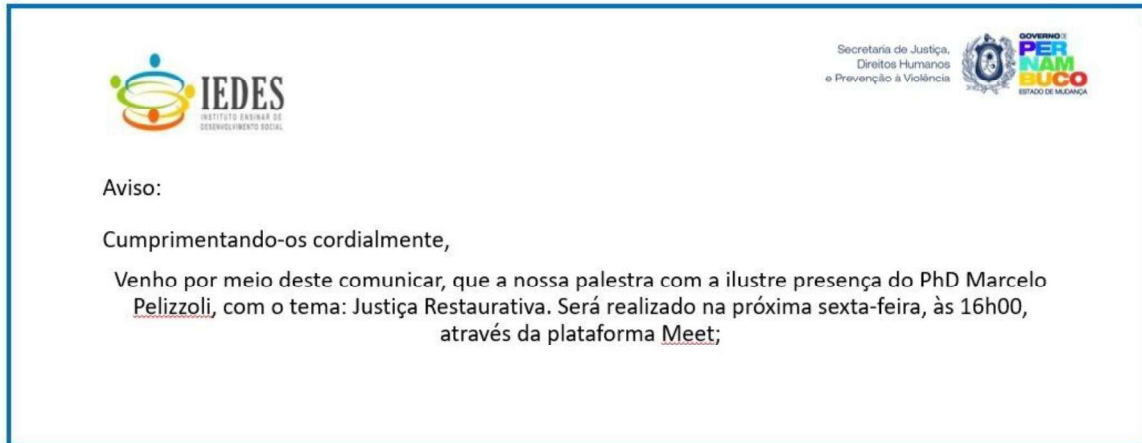 Secretaria de Justiça,
Direitos Humanos
e Prevenção à Violência
GOVERNO DE
PER
NAM
BUCO
ESTADO DE MUDANÇA
IEDES
INSTITUTO ENSINAR DE
DESENVOLVIMENTO SOCIAL
Aviso:
Cumprimentando-os cordialmente,
Venho por meio deste comunicar, que a nossa palestra com a ilustre presença do PhD Marcelo
Pelizzoli, com o tema: Justiça Restaurativa. Será realizado na próxima sexta-feira, às 16h00,
através da plataforma Meet;